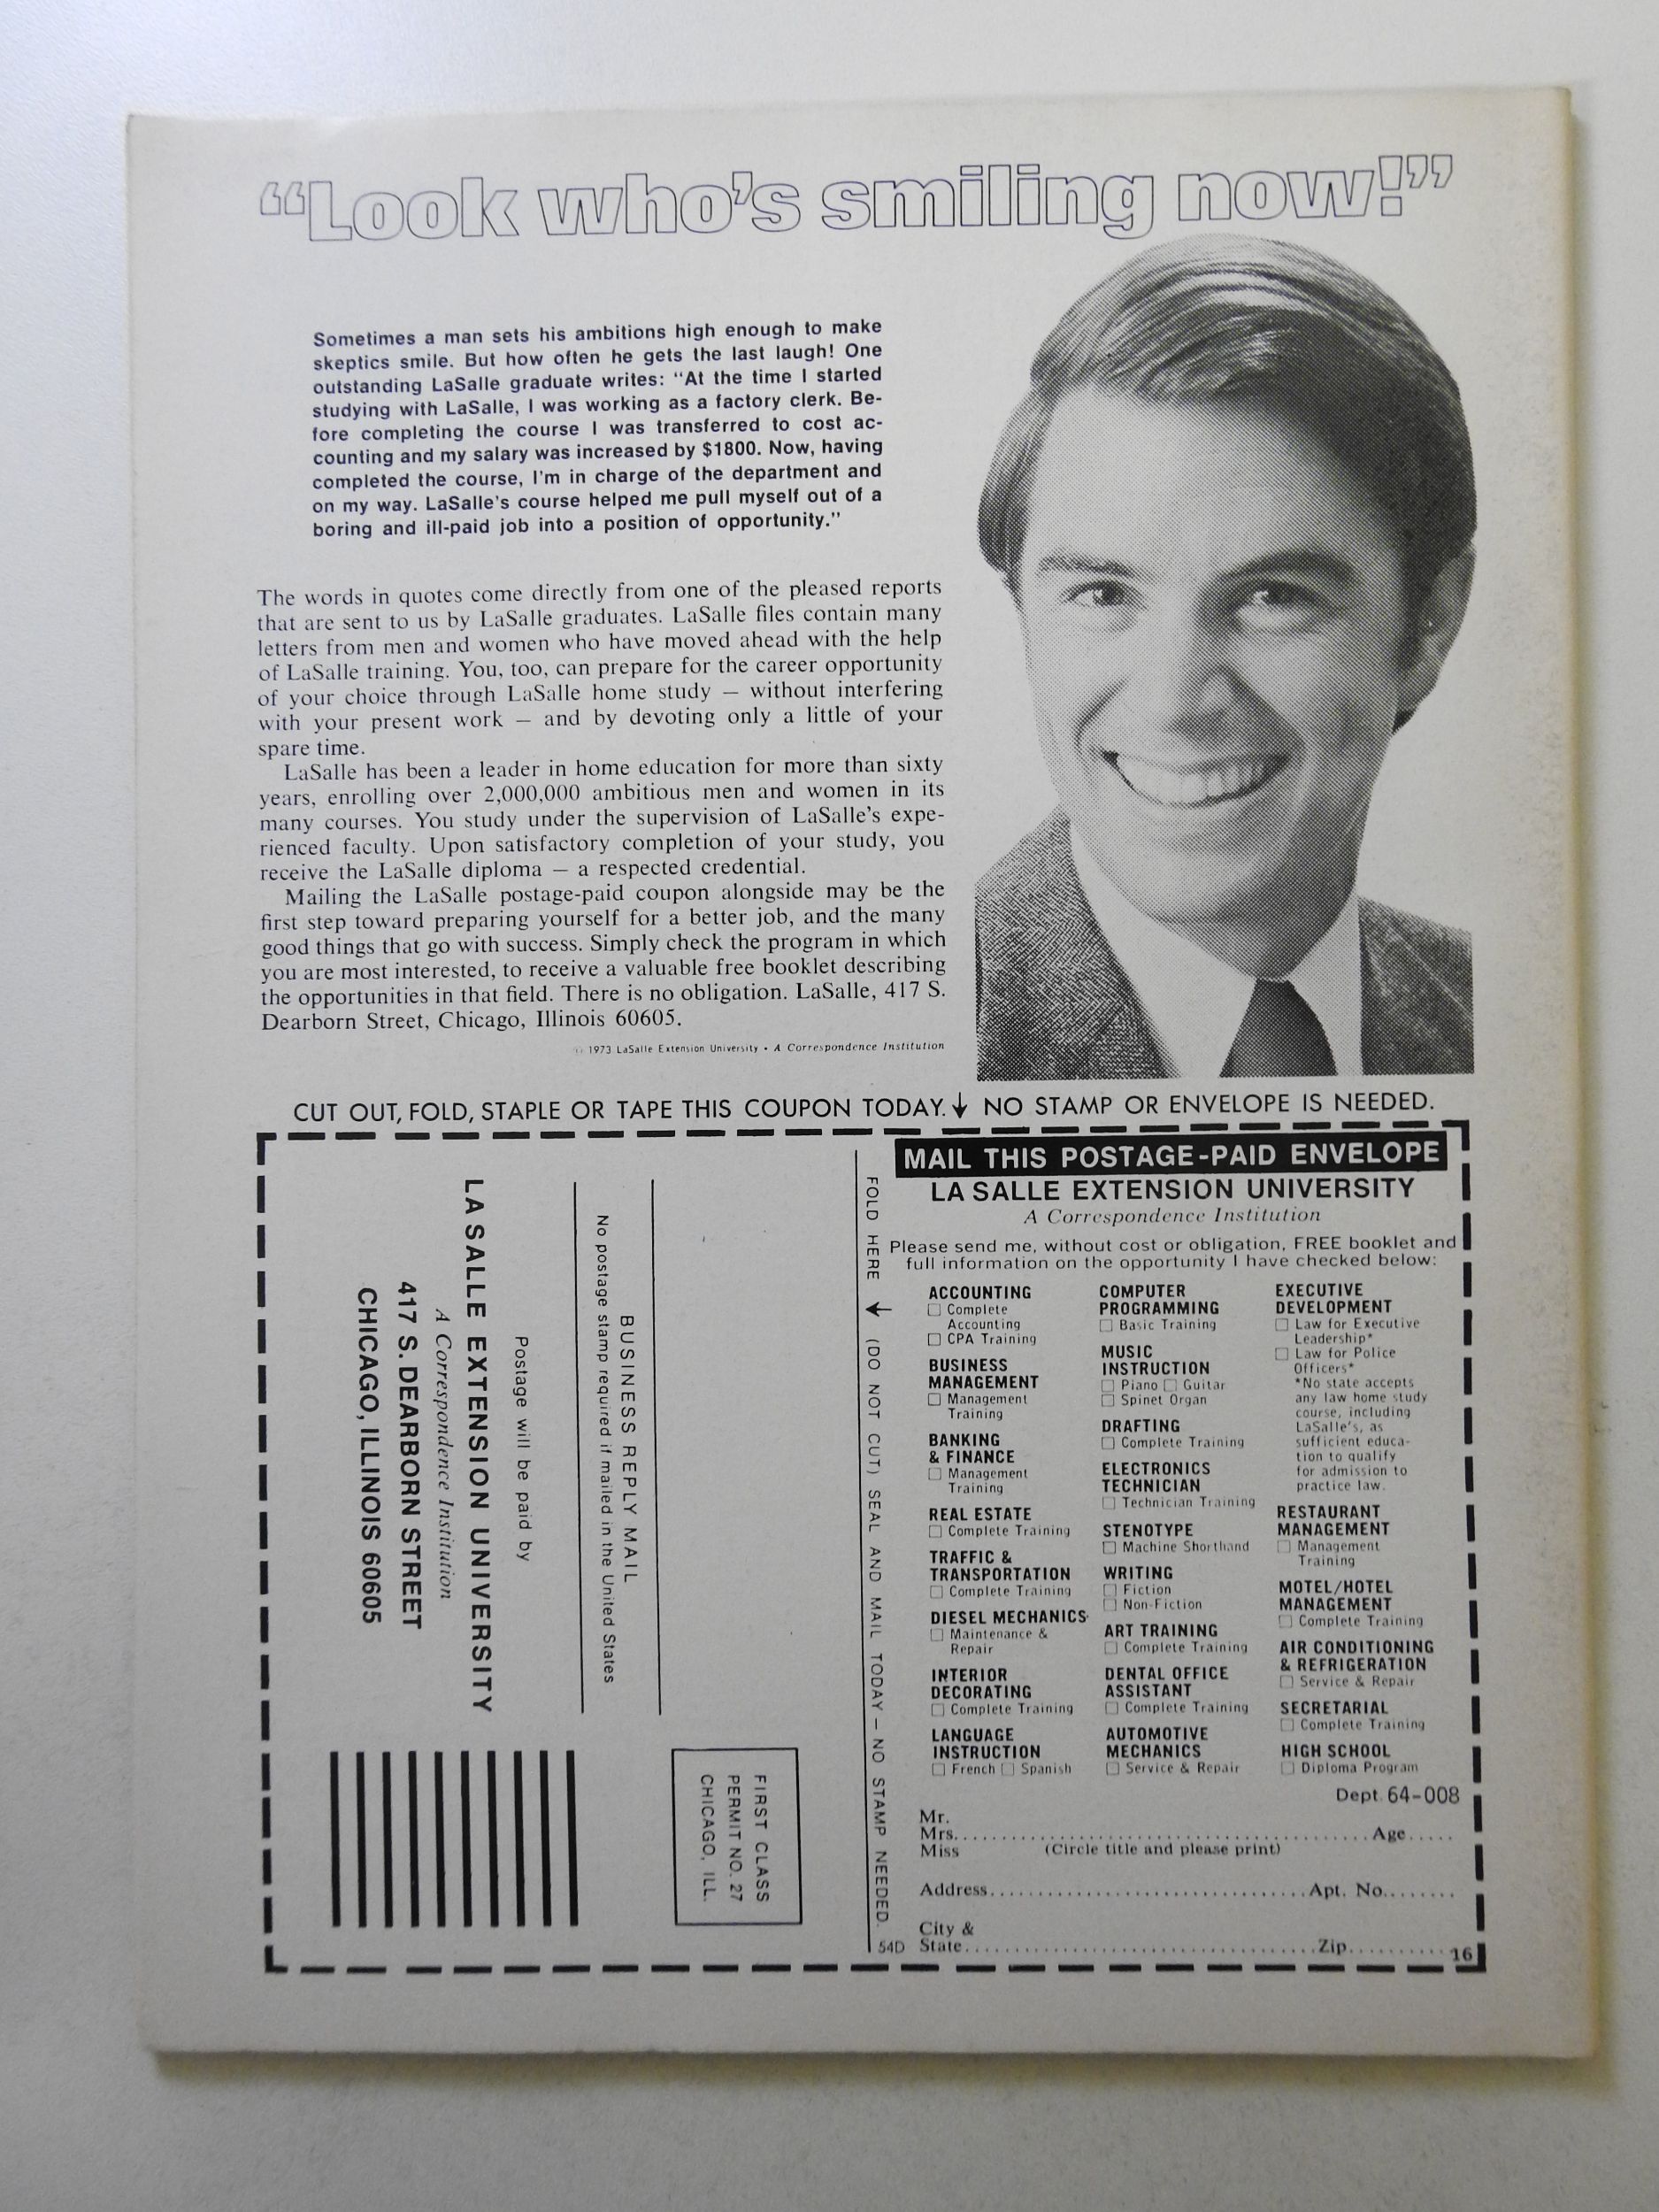 “Look who’s smiling now!”
Sometimes a man sets his ambitions high enough to make
skeptics smile. But how often he gets the last laugh! One
outstanding LaSalle graduate writes: “At the time I started
studying with LaSalle, I was working as a factory clerk. Be-
fore completing the course I was transferred to cost ac-
counting and my salary was increased by $1800. Now, having
completed the course, I’m in charge of the department and
on my way. LaSalle’s course helped me pull myself out of a
boring and ill-paid job into a position of opportunity.”
The words in quotes come directly from one of the pleased reports
that are sent to us by LaSalle graduates. LaSalle files contain many
letters from men and women who have moved ahead with the help
of LaSalle training. You, too, can prepare for the career opportunity
of your choice through LaSalle home study — without interfering
with your present work — and by devoting only a little of your
spare time.
LaSalle has been a leader in home education for more than sixty
years, enrolling over 2,000,000 ambitious men and women in its
many courses. You study under the supervision of LaSalle’s expe-
rienced faculty. Upon satisfactory completion of your study, you
receive the LaSalle diploma — a respected credential.
Mailing the LaSalle postage-paid coupon alongside may be the
first step toward preparing yourself for a better job, and the many
good things that go with success. Simply check the program in which
you are most interested, to receive a valuable free booklet describing
the opportunities in that field. There is no obligation. LaSalle, 417 S.
Dearborn Street, Chicago, Illinois 60605.
© 1973 LaSalle Extension University • A Correspondence Institution
CUT OUT, FOLD, STAPLE OR TAPE THIS COUPON TODAY. ↓ NO STAMP OR ENVELOPE IS NEEDED.
FIRST CLASS
PERMIT NO. 27
CHICAGO, ILL.
BUSINESS REPLY MAIL
No postage stamp required if mailed in the United States
Postage will be paid by
LA SALLE EXTENSION UNIVERSITY
A Correspondence Institution
417 S. DEARBORN STREET
CHICAGO, ILLINOIS 60605
FOLD HERE ↓ (DO NOT CUT) SEAL AND MAIL TODAY — NO STAMP NEEDED.
MAIL THIS POSTAGE-PAID ENVELOPE
LA SALLE EXTENSION UNIVERSITY
A Correspondence Institution
Please send me, without cost or obligation, FREE booklet and
full information on the opportunity I have checked below:
ACCOUNTING
☐ Complete
Accounting
☐ CPA Training
BUSINESS
MANAGEMENT
☐ Management
Training
BANKING
& FINANCE
☐ Management
Training
REAL ESTATE
☐ Complete Training
TRAFFIC &
TRANSPORTATION
☐ Complete Training
DIESEL MECHANICS
☐ Maintenance &
Repair
INTERIOR
DECORATING
☐ Complete Training
LANGUAGE
INSTRUCTION
☐ French ☐ Spanish
COMPUTER
PROGRAMMING
☐ Basic Training
MUSIC
INSTRUCTION
☐ Piano ☐ Guitar
☐ Spinet Organ
DRAFTING
☐ Complete Training
ELECTRONICS
TECHNICIAN
☐ Technician Training
STENOTYPE
☐ Machine Shorthand
WRITING
☐ Fiction
☐ Non-Fiction
ART TRAINING
☐ Complete Training
DENTAL OFFICE
ASSISTANT
☐ Complete Training
AUTOMOTIVE
MECHANICS
☐ Service & Repair
EXECUTIVE
DEVELOPMENT
☐ Law for Executive
Leadership*
☐ Law for Police
Officers*
*No state accepts
any law home study
course, including
LaSalle’s, as
sufficient educa-
tion to qualify
for admission to
practice law.
RESTAURANT
MANAGEMENT
☐ Management
Training
MOTEL/HOTEL
MANAGEMENT
☐ Complete Training
AIR CONDITIONING
& REFRIGERATION
☐ Service & Repair
SECRETARIAL
☐ Complete Training
HIGH SCHOOL
☐ Diploma Program
Dept. 64-008
Mr.
Mrs. Age
Miss (Circle title and please print)
Address Apt. No.
City &
54D State Zip 16